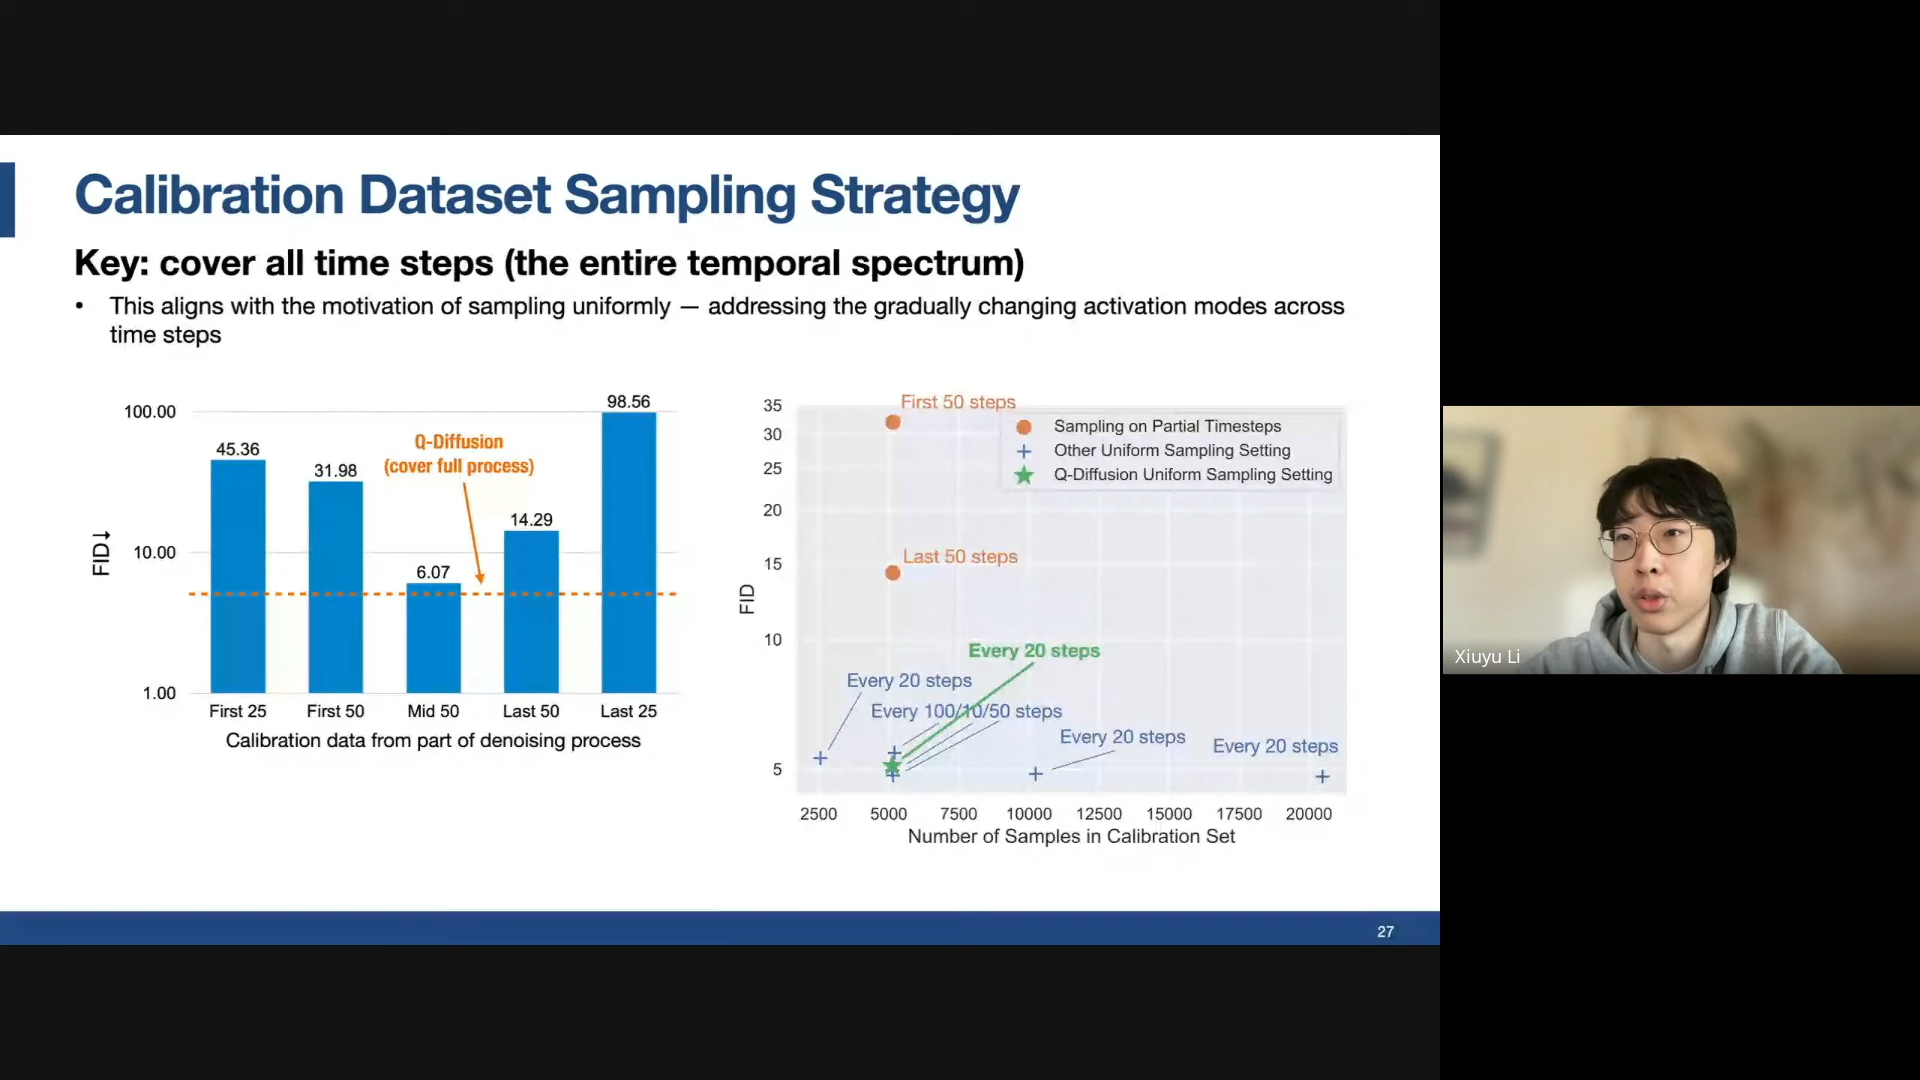 Calibration Dataset Sampling Strategy
Key: cover all time steps (the entire temporal spectrum)
• This aligns with the motivation of sampling uniformly — addressing the gradually changing activation modes across
time steps
FID↓
100.00
10.00
1.00
45.36
31.98
6.07
14.29
98.56
Q-Diffusion
(cover full process)
First 25
First 50
Mid 50
Last 50
Last 25
Calibration data from part of denoising process
FID
35
30
25
20
15
10
5
First 50 steps
Sampling on Partial Timesteps
Other Uniform Sampling Setting
Q-Diffusion Uniform Sampling Setting
Last 50 steps
Every 20 steps
Every 20 steps
Every 100/10/50 steps
Every 20 steps
Every 20 steps
2500
5000
7500
10000
12500
15000
17500
20000
Number of Samples in Calibration Set
27
Xiuyu Li